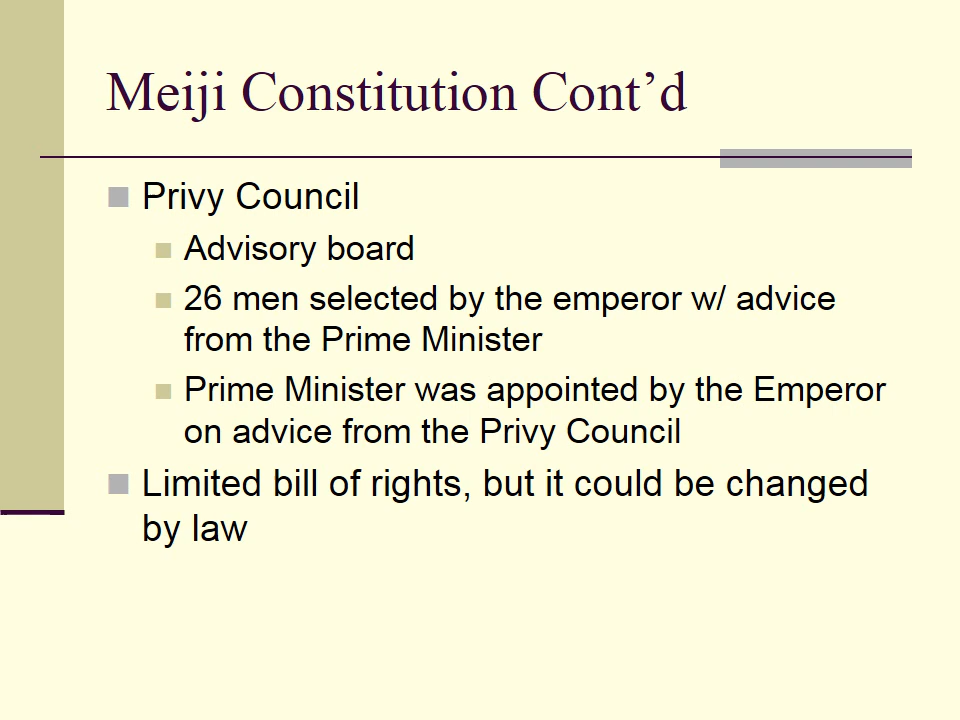 Meiji Constitution Cont’d
Privy Council
Advisory board
26 men selected by the emperor w/ advice
from the Prime Minister
Prime Minister was appointed by the Emperor
on advice from the Privy Council
Limited bill of rights, but it could be changed
by law